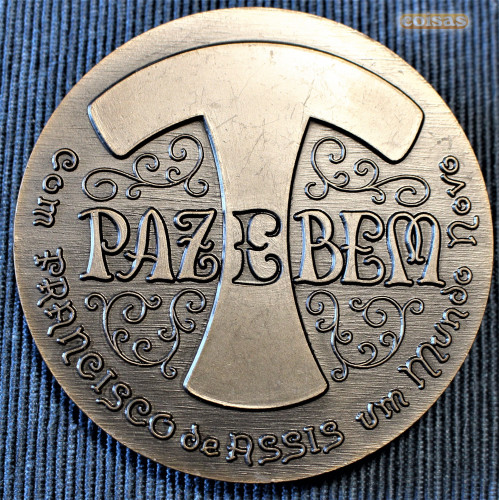 coisas
PAZ E BEM
com FRANCISCO de ASSIS um Mundo Novo